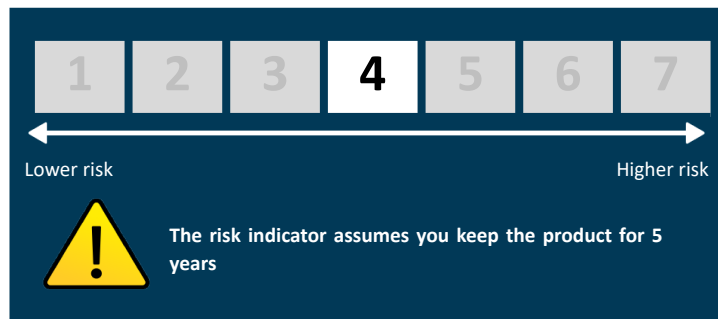 1 2 3 4 5 6 7
Lower risk Higher risk
The risk indicator assumes you keep the product for 5
years